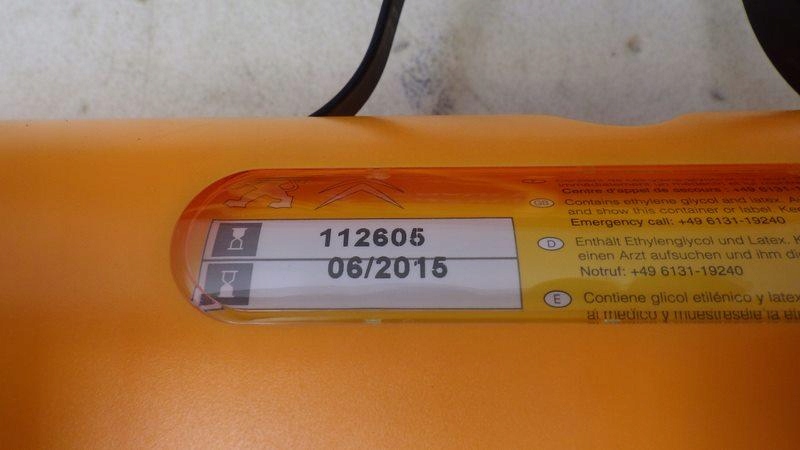 112605
06/2015
Centre d'appel de secours : +49 6131-1
GB Contains ethylene glycol and latex.
and show this container or label.
Emergency call: +49 6131-19240
D Enthält Ethylenglycol und Latex.
einen Arzt aufsuchen und ihm
Notruf: +49 6131-19240
E Contiene glicol etilénico y latex
al médico y muéstresele la